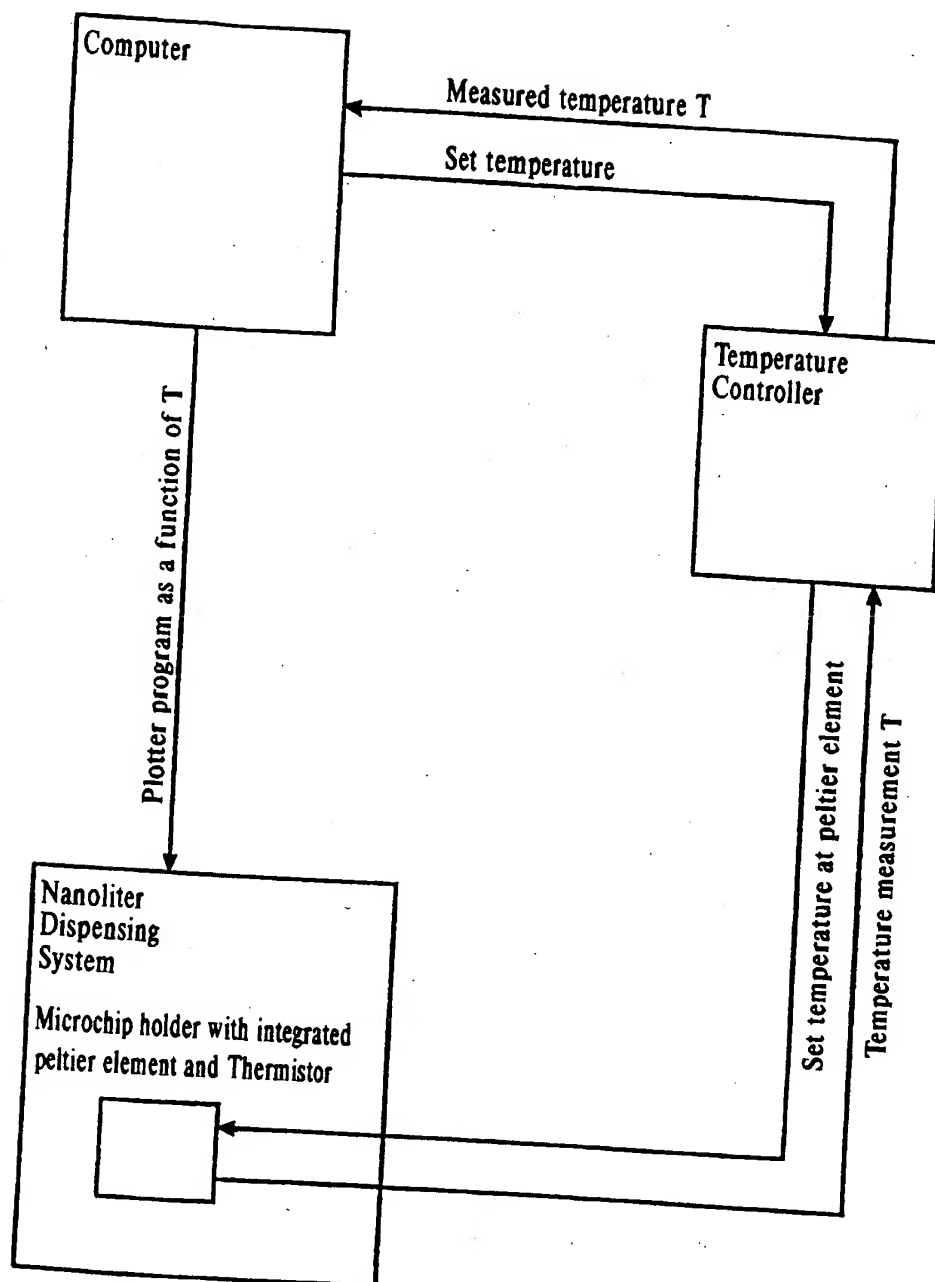 Computer
Measured temperature T
Set temperature
Temperature
Controller
Plotter program as a function of T
Set temperature at peltier element
Temperature measurement T
Nanoliter
Dispensing
System
Microchip holder with integrated
peltier element and Thermistor